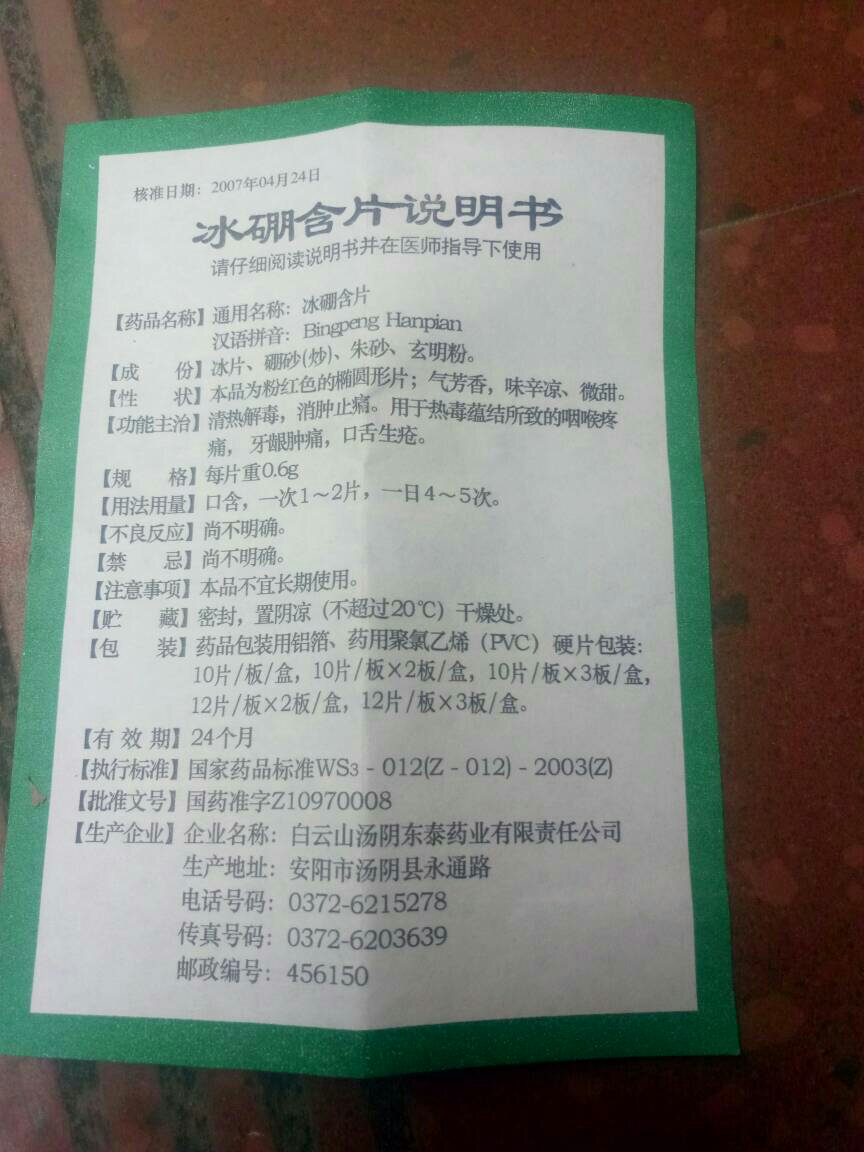 核准日期：2007年04月24日
冰硼含片说明书
请仔细阅读说明书并在医师指导下使用
【药品名称】通用名称：冰硼含片
汉语拼音：Bingpeng Hanpian
【成　　份】冰片、硼砂(炒)、朱砂、玄明粉。
【性　　状】本品为粉红色的椭圆形片；气芳香，味辛凉、微甜。
【功能主治】清热解毒，消肿止痛。用于热毒蕴结所致的咽喉疼
痛，牙龈肿痛，口舌生疮。
【规　　格】每片重0.6g
【用法用量】口含，一次1～2片，一日4～5次。
【不良反应】尚不明确。
【禁　　忌】尚不明确。
【注意事项】本品不宜长期使用。
【贮　　藏】密封，置阴凉（不超过20℃）干燥处。
【包　　装】药品包装用铝箔、药用聚氯乙烯（PVC）硬片包装：
10片/板/盒，10片/板×2板/盒，10片/板×3板/盒，
12片/板×2板/盒，12片/板×3板/盒。
【有 效 期】24个月
【执行标准】国家药品标准WS3－012(Z－012)－2003(Z)
【批准文号】国药准字Z10970008
【生产企业】企业名称：白云山汤阴东泰药业有限责任公司
生产地址：安阳市汤阴县永通路
电话号码：0372-6215278
传真号码：0372-6203639
邮政编号：456150